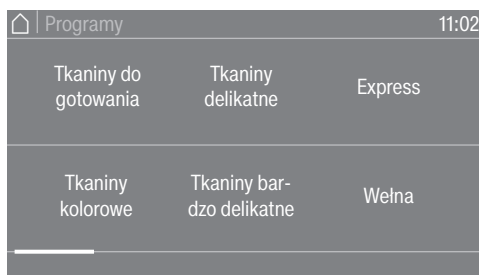 Programy 11:02
Tkaniny do
gotowania
Tkaniny
delikatne
Express
Tkaniny
kolorowe
Tkaniny bar-
dzo delikatne
Wełna